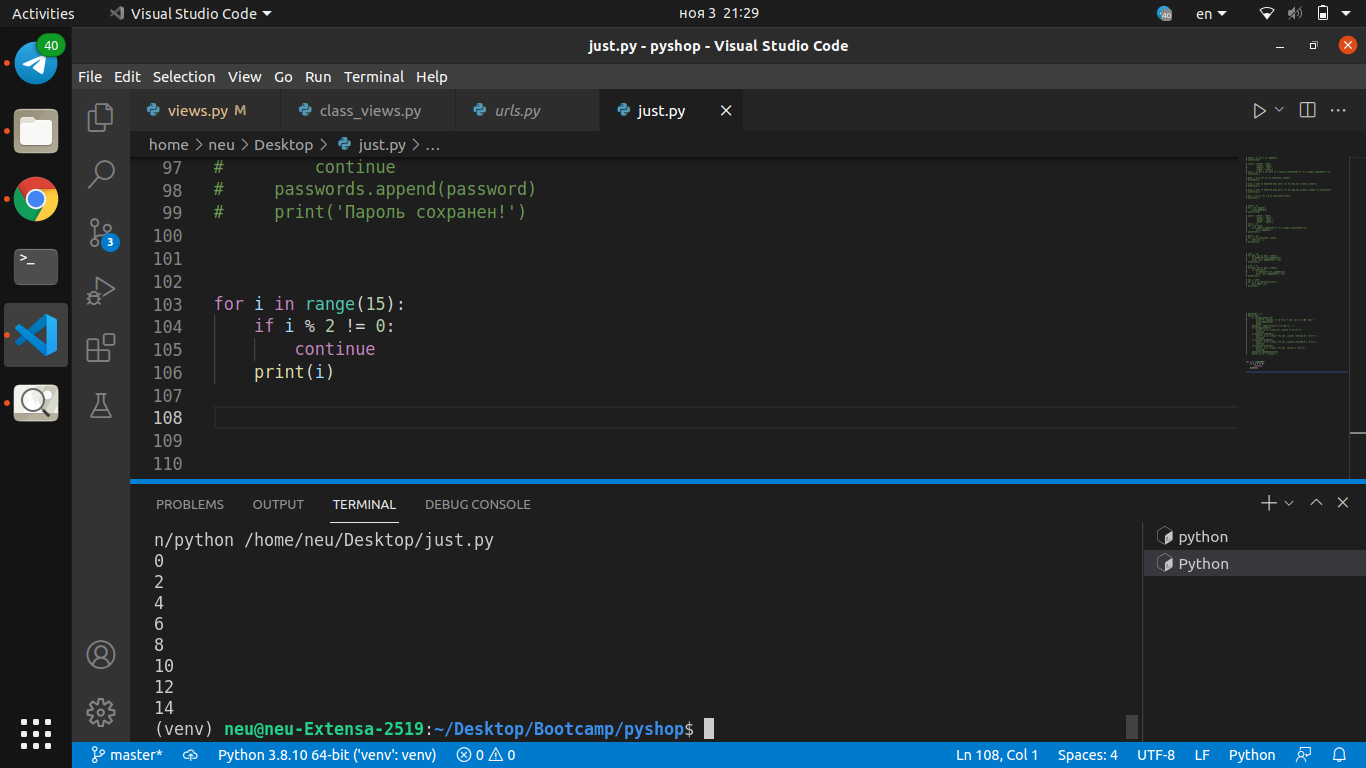 Activities Visual Studio Code ноя 3 21:29 40 en
40
just.py - pyshop - Visual Studio Code
File Edit Selection View Go Run Terminal Help
views.py M class_views.py urls.py just.py
home > neu > Desktop > just.py > ...
97 # continue
98 # passwords.append(password)
99 # print('Пароль сохранен!')
100
101
102
103 for i in range(15):
104 if i % 2 != 0:
105 continue
106 print(i)
107
108
109
110
3
>_
PROBLEMS OUTPUT TERMINAL DEBUG CONSOLE
n/python /home/neu/Desktop/just.py
0
2
4
6
8
10
12
14
(venv) neu@neu-Extensa-2519:~/Desktop/Bootcamp/pyshop$
python
Python
master* Python 3.8.10 64-bit ('venv': venv) 0 0 Ln 108, Col 1 Spaces: 4 UTF-8 LF Python